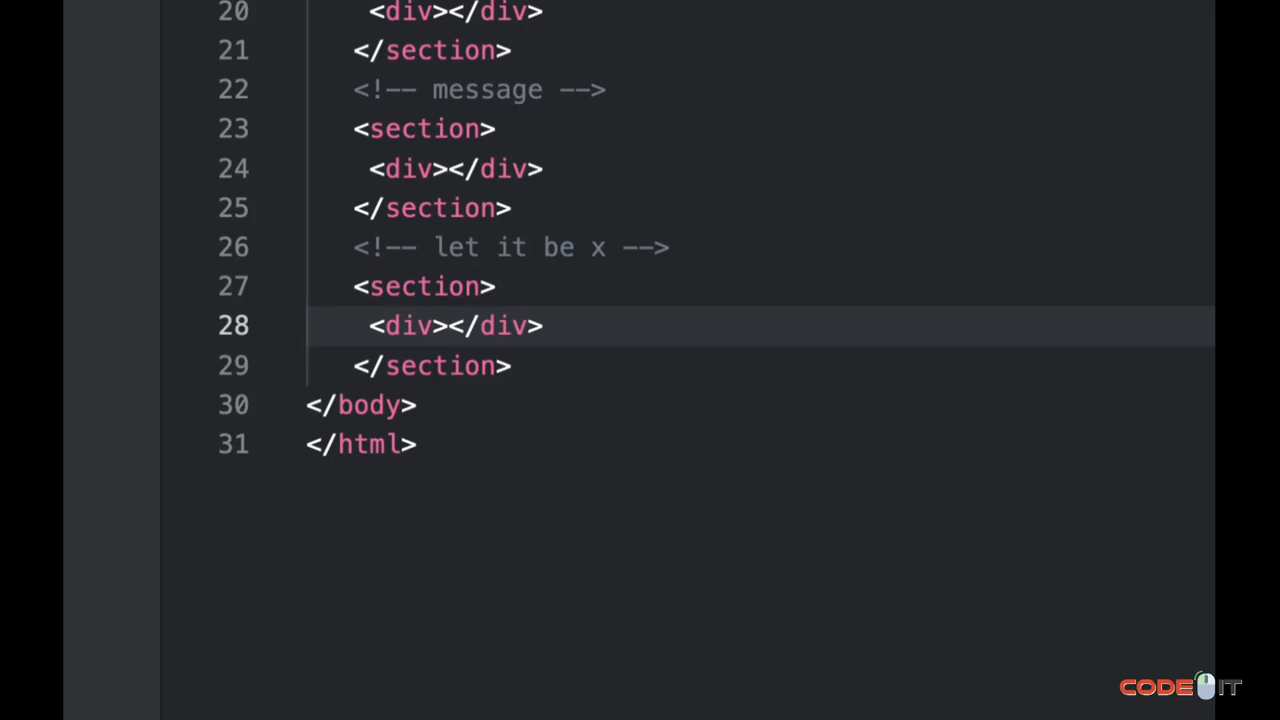 20 <div></div>
21 </section>
22 <!-- message -->
23 <section>
24 <div></div>
25 </section>
26 <!-- let it be x -->
27 <section>
28 <div></div>
29 </section>
30 </body>
31 </html>
CODE IT